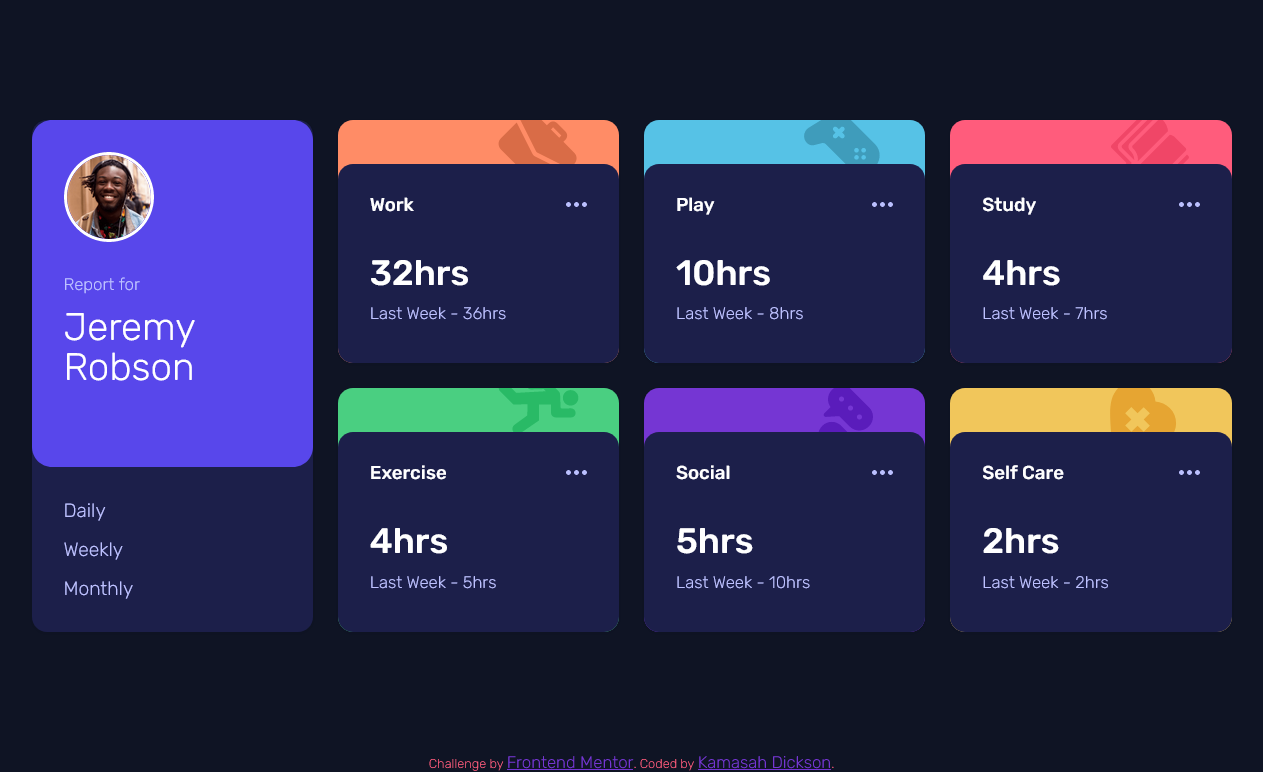 Report for
Jeremy
Robson
Daily
Weekly
Monthly
Work
32hrs
Last Week - 36hrs
Play
10hrs
Last Week - 8hrs
Study
4hrs
Last Week - 7hrs
Exercise
4hrs
Last Week - 5hrs
Social
5hrs
Last Week - 10hrs
Self Care
2hrs
Last Week - 2hrs
Challenge by Frontend Mentor. Coded by Kamasah Dickson.